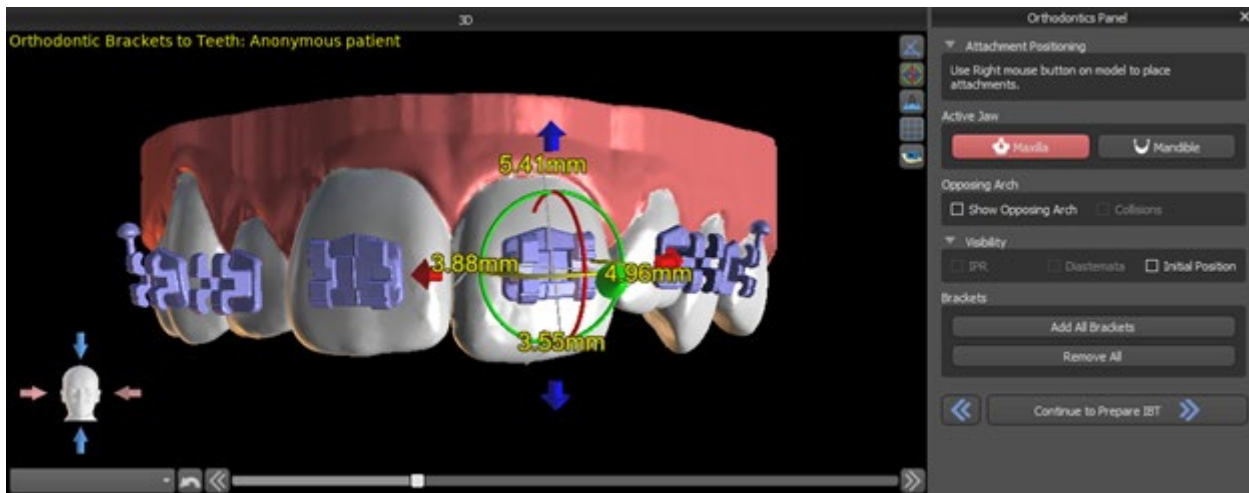 3D
Orthodontic Brackets to Teeth: Anonymous patient
5.41mm
3.88mm
4.96mm
3.55mm
Orthodontics Panel
Attachment Positioning
Use Right mouse button on model to place
attachments.
Active Jaw
Maxilla
Mandible
Opposing Arch
Show Opposing Arch
Collisions
Visibility
IPR
Diastemata
Initial Position
Brackets
Add All Brackets
Remove All
Continue to Prepare IBT